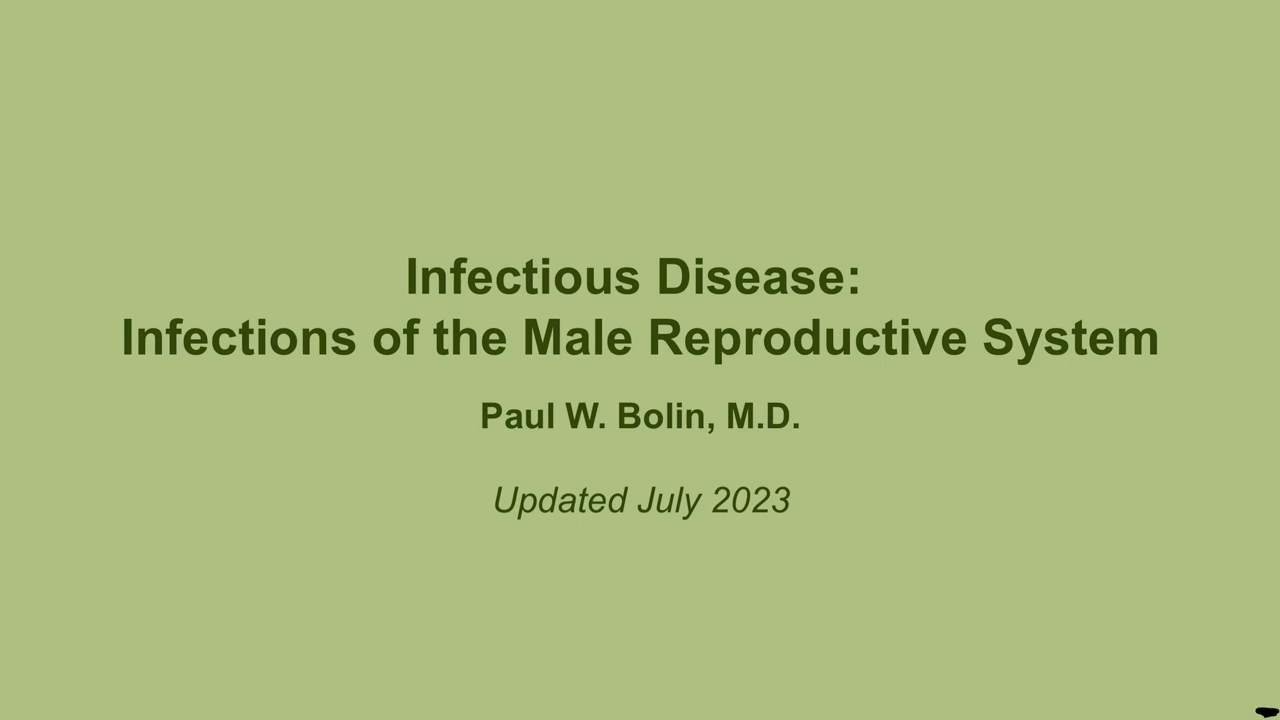 Infectious Disease:
Infections of the Male Reproductive System
Paul W. Bolin, M.D.
Updated July 2023